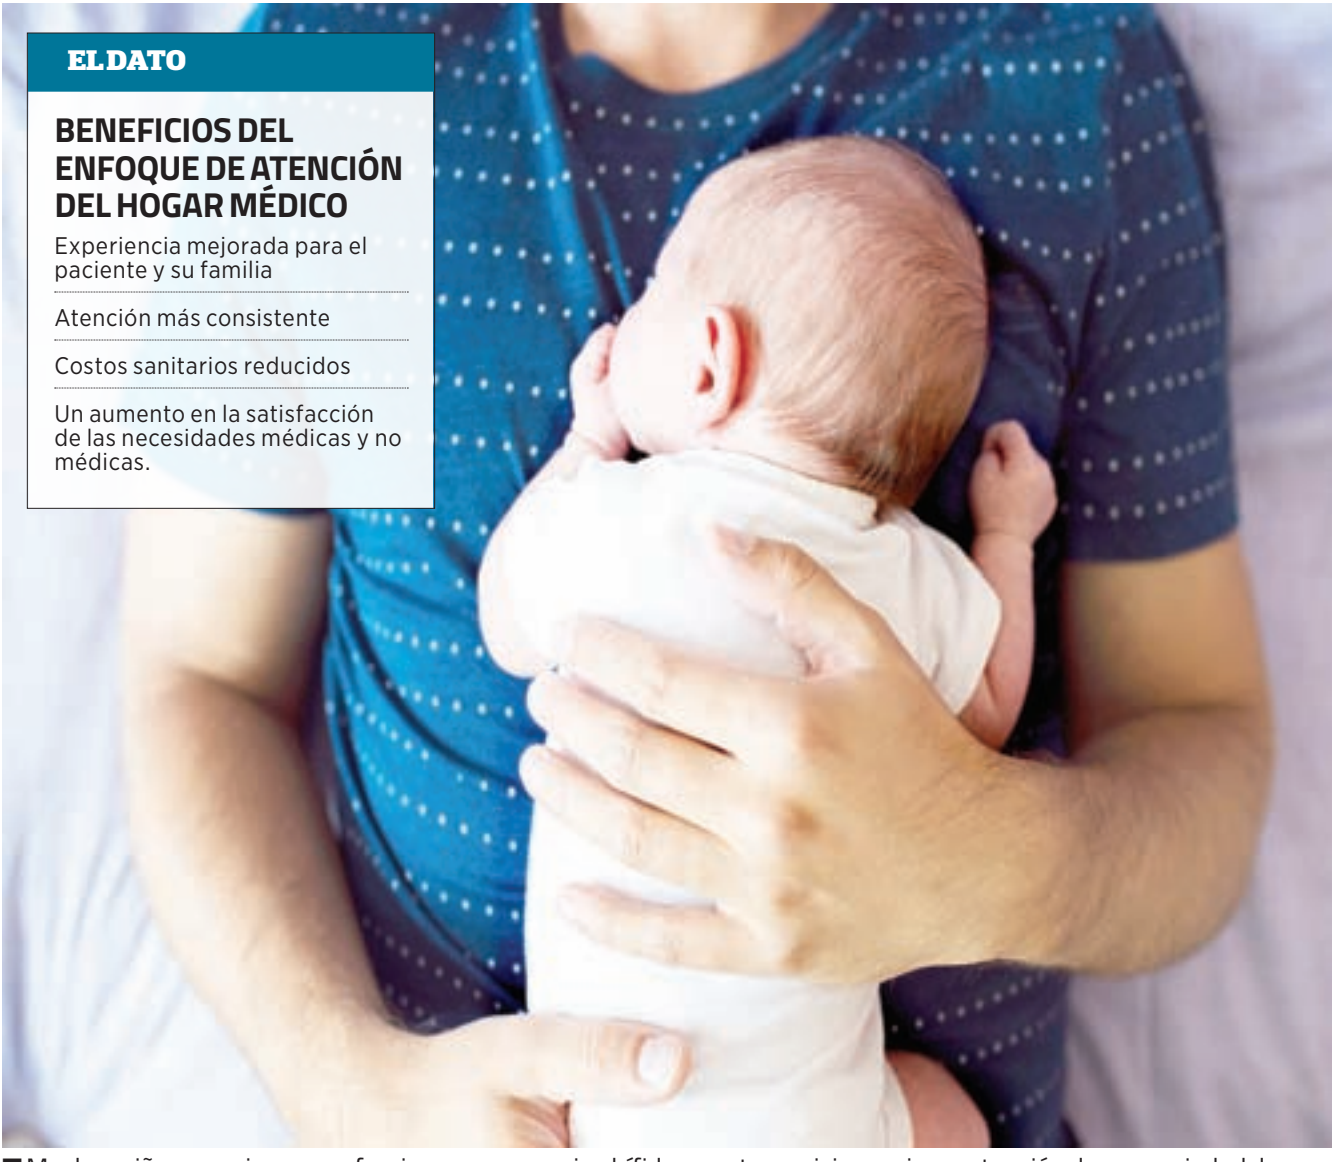 EL DATO
BENEFICIOS DEL
ENFOQUE DE ATENCIÓN
DEL HOGAR MÉDICO
Experiencia mejorada para el
paciente y su familia
Atención más consistente
Costos sanitarios reducidos
Un aumento en la satisfacción
de las necesidades médicas y no
médicas.